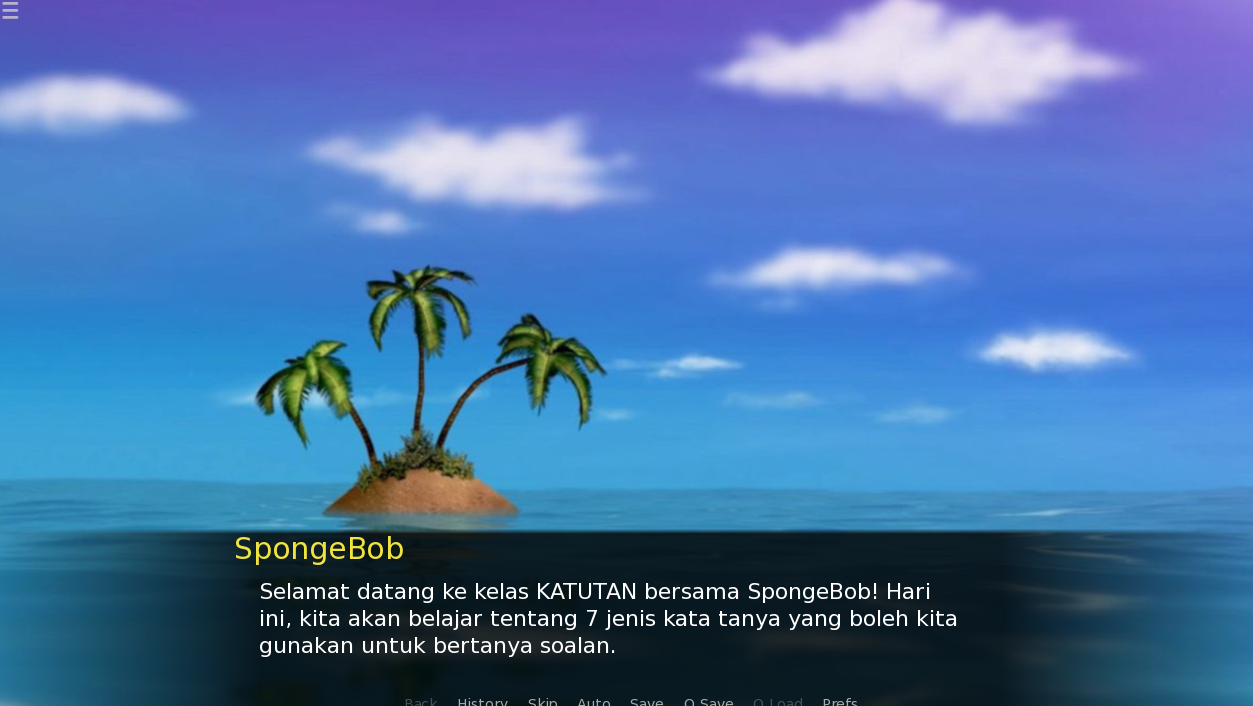 SpongeBob
Selamat datang ke kelas KATUTAN bersama SpongeBob! Hari
ini, kita akan belajar tentang 7 jenis kata tanya yang boleh kita
gunakan untuk bertanya soalan.
Back History Skip Auto Save Q.Save Q.Load Prefs